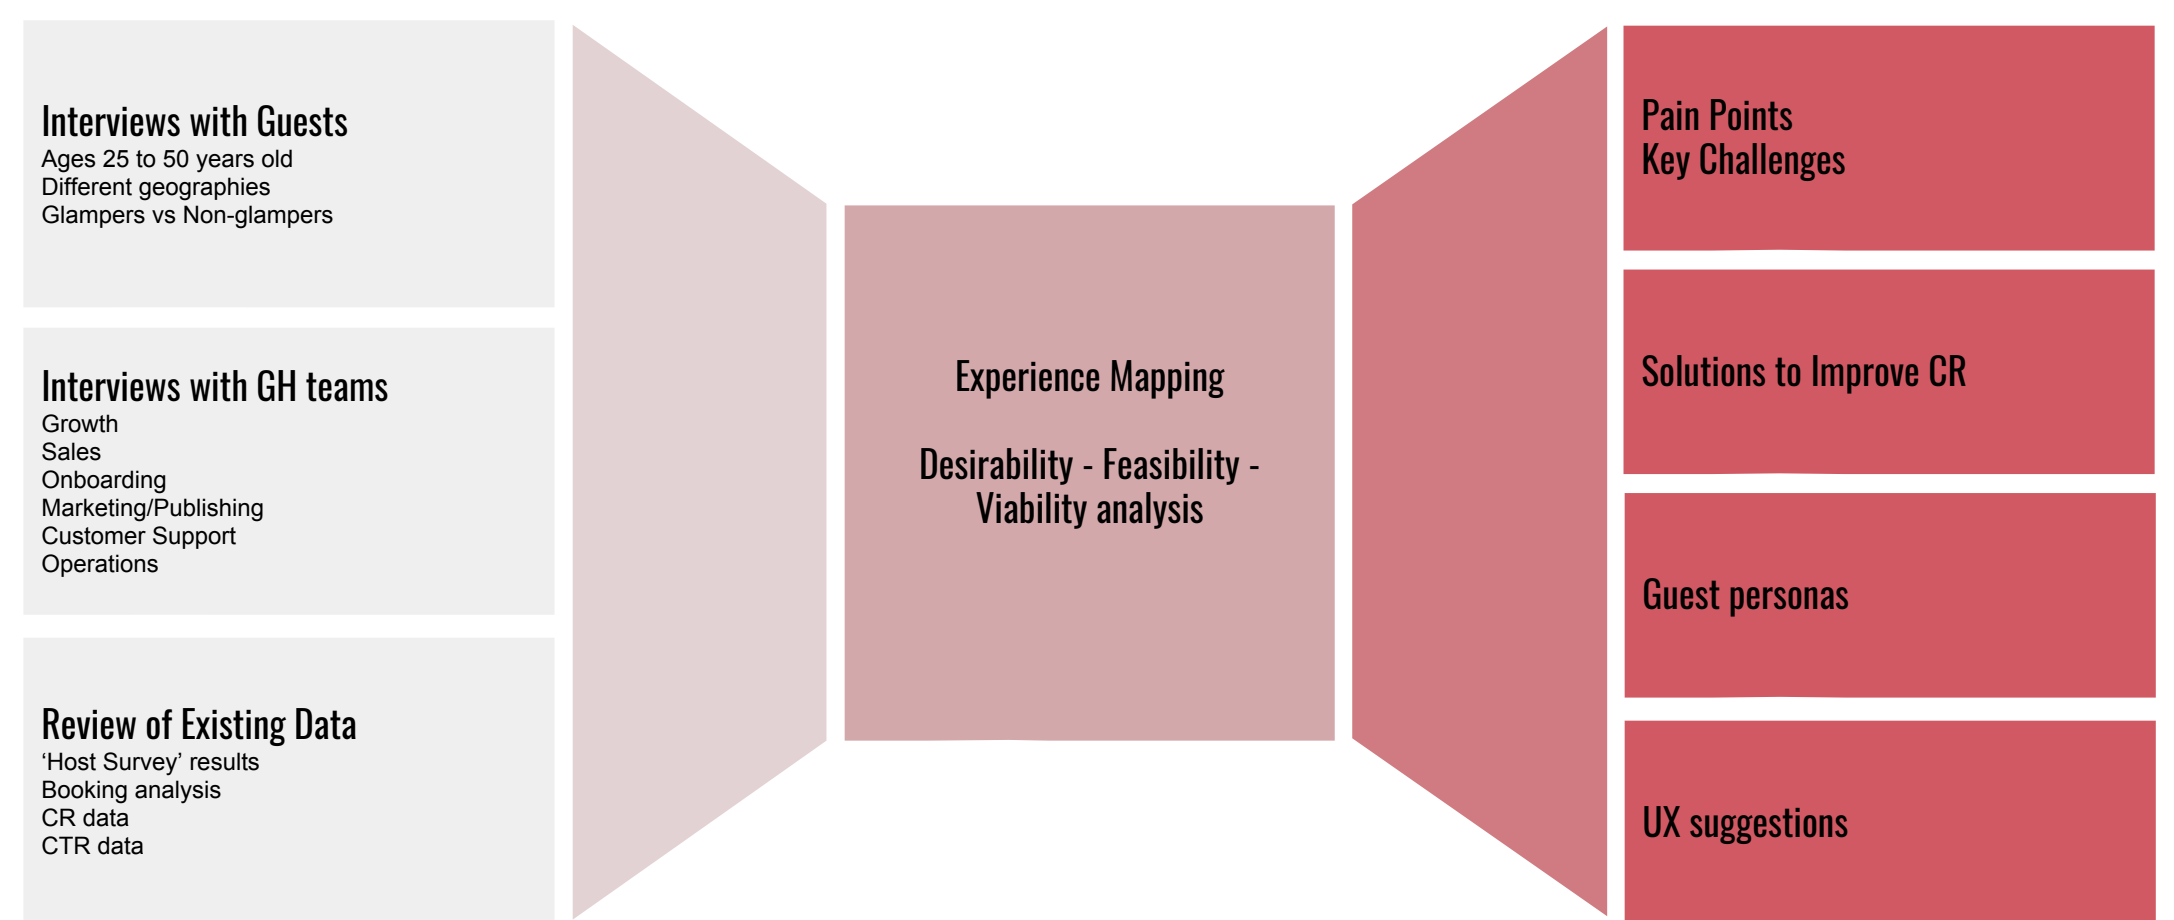 Interviews with Guests
Ages 25 to 50 years old
Different geographies
Glampers vs Non-glampers
Interviews with GH teams
Growth
Sales
Onboarding
Marketing/Publishing
Customer Support
Operations
Review of Existing Data
‘Host Survey’ results
Booking analysis
CR data
CTR data
Experience Mapping
Desirability - Feasibility -
Viability analysis
Pain Points
Key Challenges
Solutions to Improve CR
Guest personas
UX suggestions